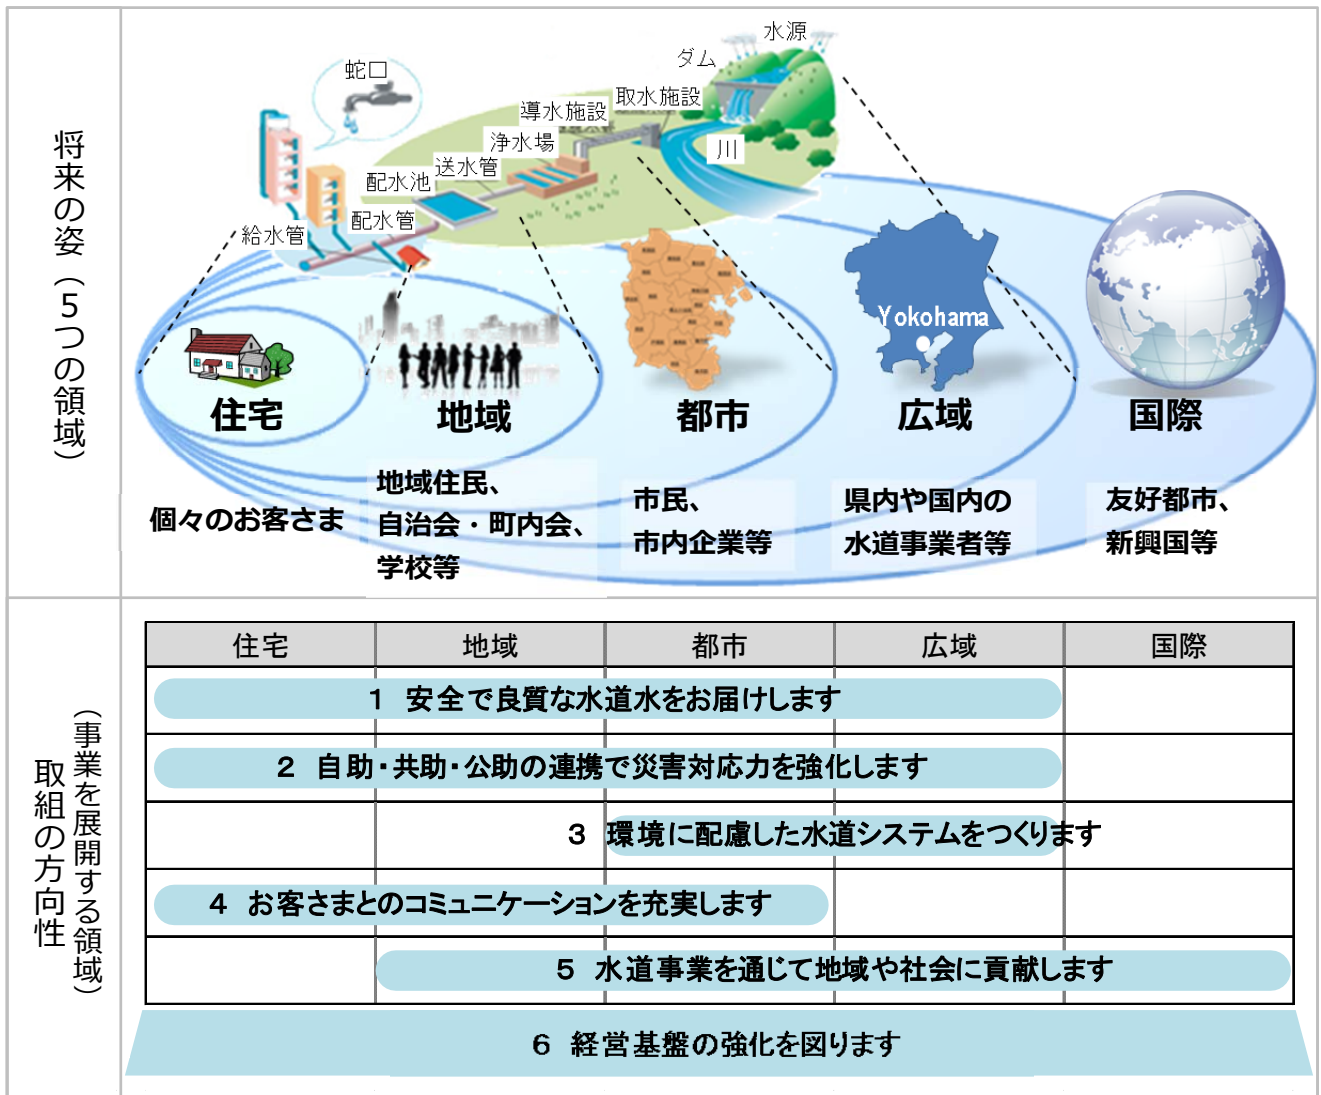 将来の姿（５つの領域）
水源
ダム
蛇口
取水施設
導水施設
浄水場
川
送水管
配水池
配水管
給水管
Yokohama
住宅
地域
都市
広域
国際
個々のお客さま
地域住民、
自治会・町内会、
学校等
市民、
市内企業等
県内や国内の
水道事業者等
友好都市、
新興国等
取組の方向性
（事業を展開する領域）
住宅 地域 都市 広域 国際
１ 安全で良質な水道水をお届けします
２ 自助・共助・公助の連携で災害対応力を強化します
３ 環境に配慮した水道システムをつくります
４ お客さまとのコミュニケーションを充実します
５ 水道事業を通じて地域や社会に貢献します
６ 経営基盤の強化を図ります